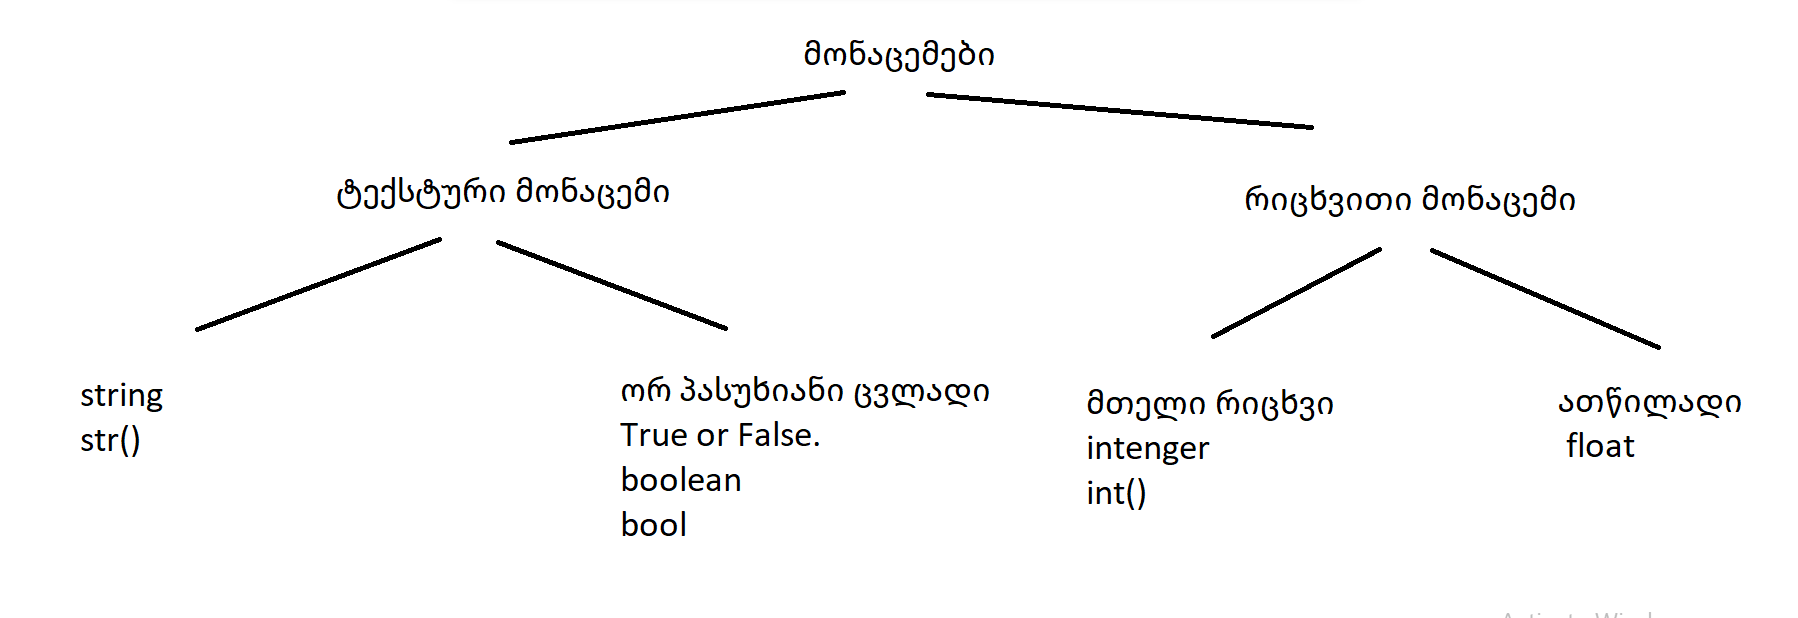 მონაცემები
ტექსტური მონაცემი
რიცხვითი მონაცემი
string
str()
ორ პასუხიანი ცვლადი
True or False.
boolean
bool
მთელი რიცხვი
intenger
int()
ათწილადი
float